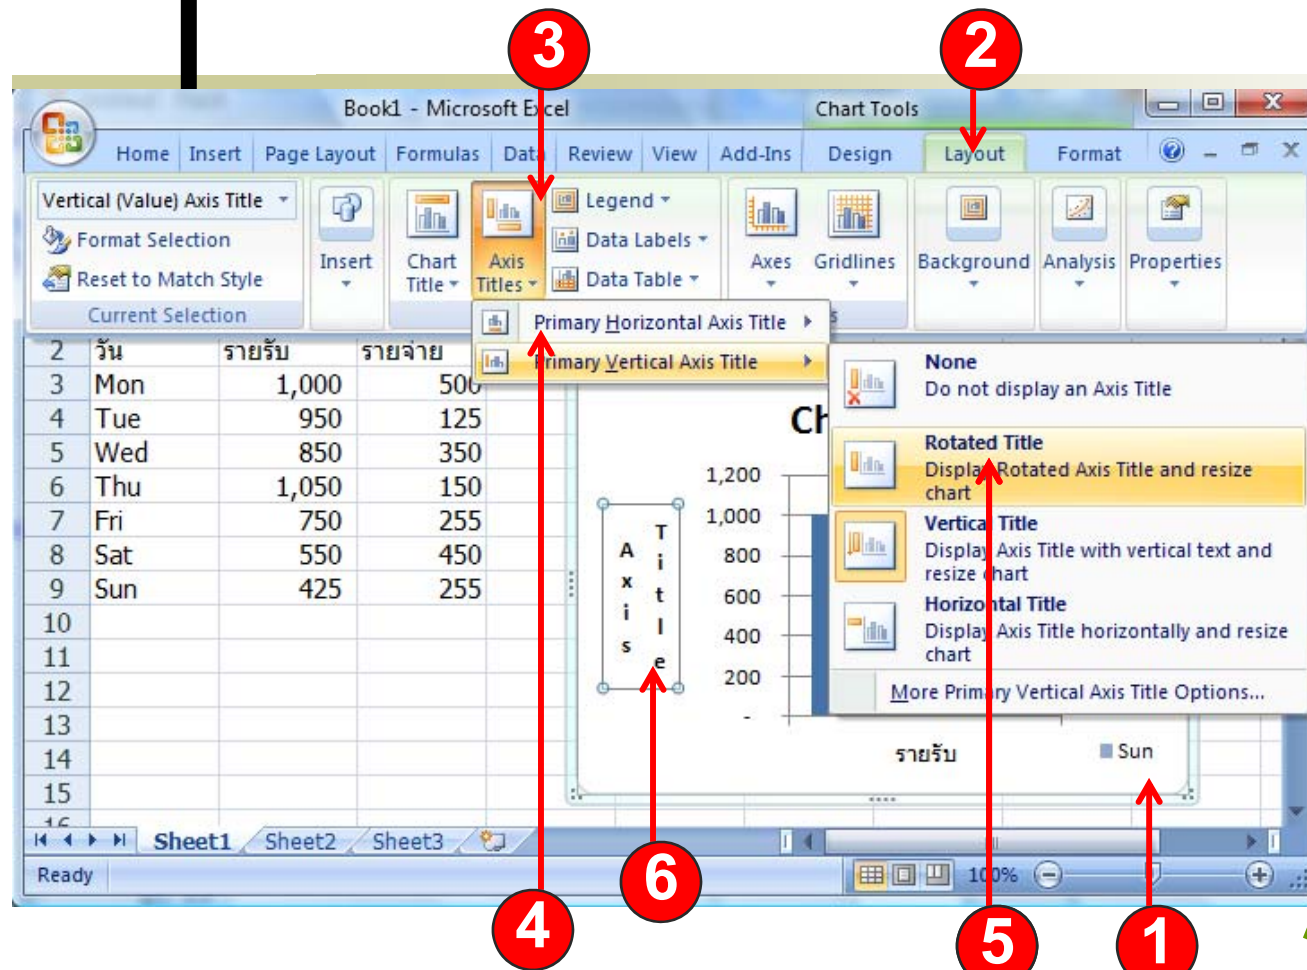 3
2
Book1 - Microsoft Excel
Chart Tools
Home Insert Page Layout Formulas Data Review View Add-Ins Design Layout Format
Vertical (Value) Axis Title
Format Selection
Reset to Match Style
Current Selection
Insert
Chart Title
Axis Titles
Legend
Data Labels
Data Table
Axes
Gridlines
Background
Analysis
Properties
Primary Horizontal Axis Title
Primary Vertical Axis Title
None
Do not display an Axis Title
Rotated Title
Display Rotated Axis Title and resize
chart
Vertical Title
Display Axis Title with vertical text and
resize chart
Horizontal Title
Display Axis Title horizontally and resize
chart
More Primary Vertical Axis Title Options...
2 วัน รายรับ รายจ่าย
3 Mon 1,000 500
4 Tue 950 125
5 Wed 850 350
6 Thu 1,050 150
7 Fri 750 255
8 Sat 550 450
9 Sun 425 255
10
11
12
13
14
15
16
Ch
1,200
1,000
800
600
400
200
-
Axis Title
รายรับ
Sun
Sheet1 Sheet2 Sheet3
Ready
100%
6
4
5
1